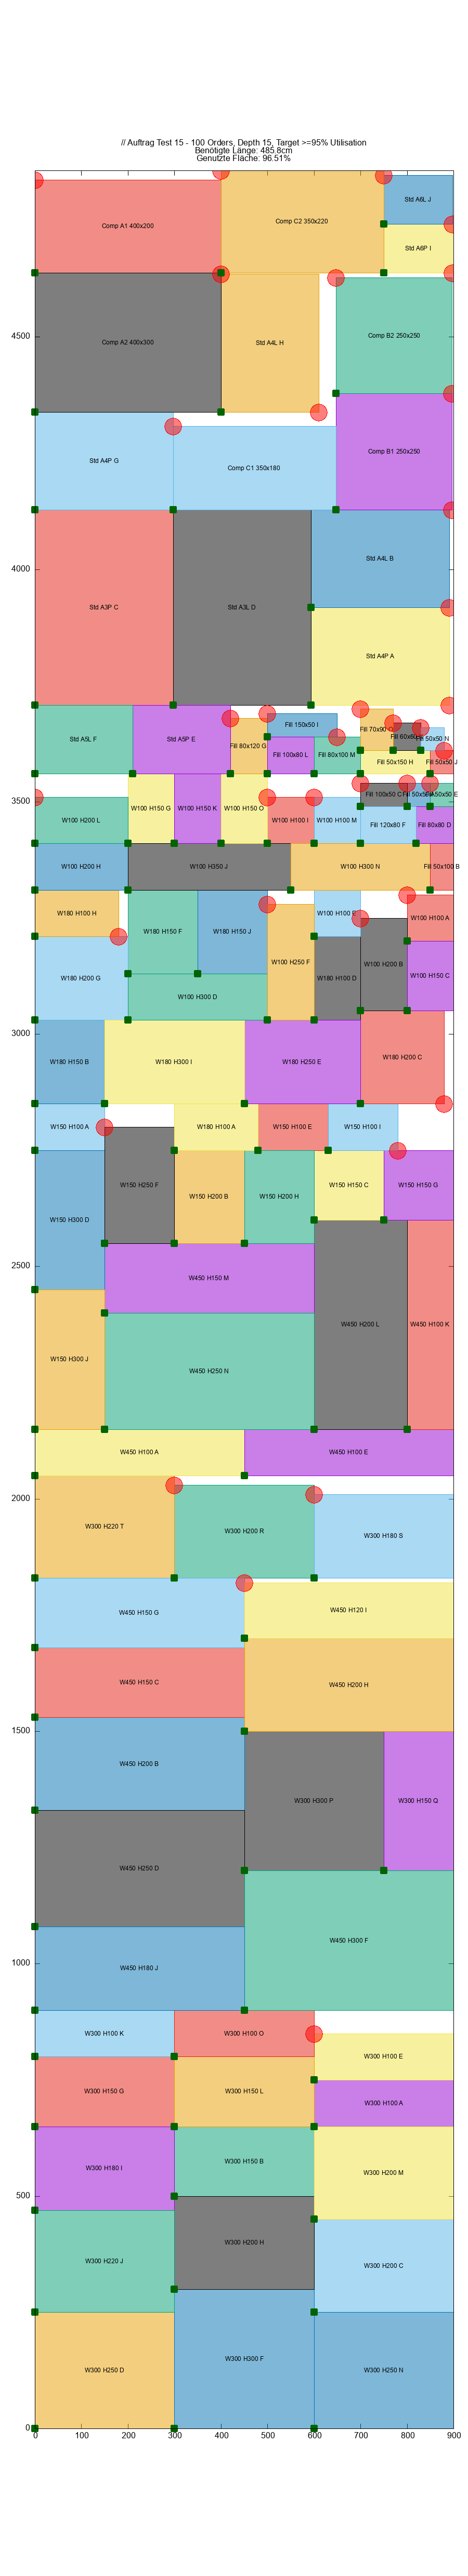 // Auftrag Test 15 - 100 Orders, Depth 15, Target >=95% Utilisation
Benötigte Länge: 485.8cm
Genutzte Fläche: 96.51%
Std A6L J
Comp A1 400x200
Comp C2 350x220
Std A6P I
4500
Comp A2 400x300
Std A4L H
Comp B2 250x250
Comp B1 250x250
Std A4P G
Comp C1 350x180
4000
Std A4L B
Std A3P C
Std A3L D
Std A4P A
Std A5L F
Std A5P E
Fill 80x120 G
Fill 150x50 I
Fill 100x80 L
Fill 80x100 M
Fill 70x90 O
Fill 50x50 N
Fill 50x150 H
Fill 50x50 J
3500
W100 H200 L
W100 H150 G
W100 H150 K
W100 H150 O
W100 H100 I
W100 H100 M
Fill 100x50 C
Fill 50x50 E
Fill 120x80 F
Fill 80x80 D
W100 H200 H
W100 H350 J
W100 H300 N
Fill 50x100 B
W180 H100 H
W180 H200 G
W180 H150 F
W180 H150 J
W100 H300 D
W100 H250 F
W100 H100 E
W180 H100 D
W100 H200 B
W100 H100 A
W100 H150 C
3000
W180 H150 B
W180 H300 I
W180 H250 E
W180 H200 C
W150 H100 A
W180 H100 A
W150 H100 E
W150 H100 I
W150 H300 D
W150 H250 F
W150 H200 B
W150 H200 H
W150 H150 C
W150 H150 G
2500
W450 H150 M
W150 H300 J
W450 H250 N
W450 H200 L
W450 H100 K
W450 H100 A
W450 H100 E
2000
W300 H220 T
W300 H200 R
W300 H180 S
W450 H150 G
W450 H120 I
W450 H150 C
W450 H200 H
1500
W450 H200 B
W300 H300 P
W300 H150 Q
W450 H250 D
W450 H300 F
1000
W450 H180 J
W300 H100 K
W300 H100 O
W300 H100 E
W300 H150 G
W300 H150 L
W300 H100 A
W300 H180 I
W300 H150 B
W300 H200 M
500
W300 H220 J
W300 H200 H
W300 H200 C
W300 H250 D
W300 H300 F
W300 H250 N
0
0 100 200 300 400 500 600 700 800 900